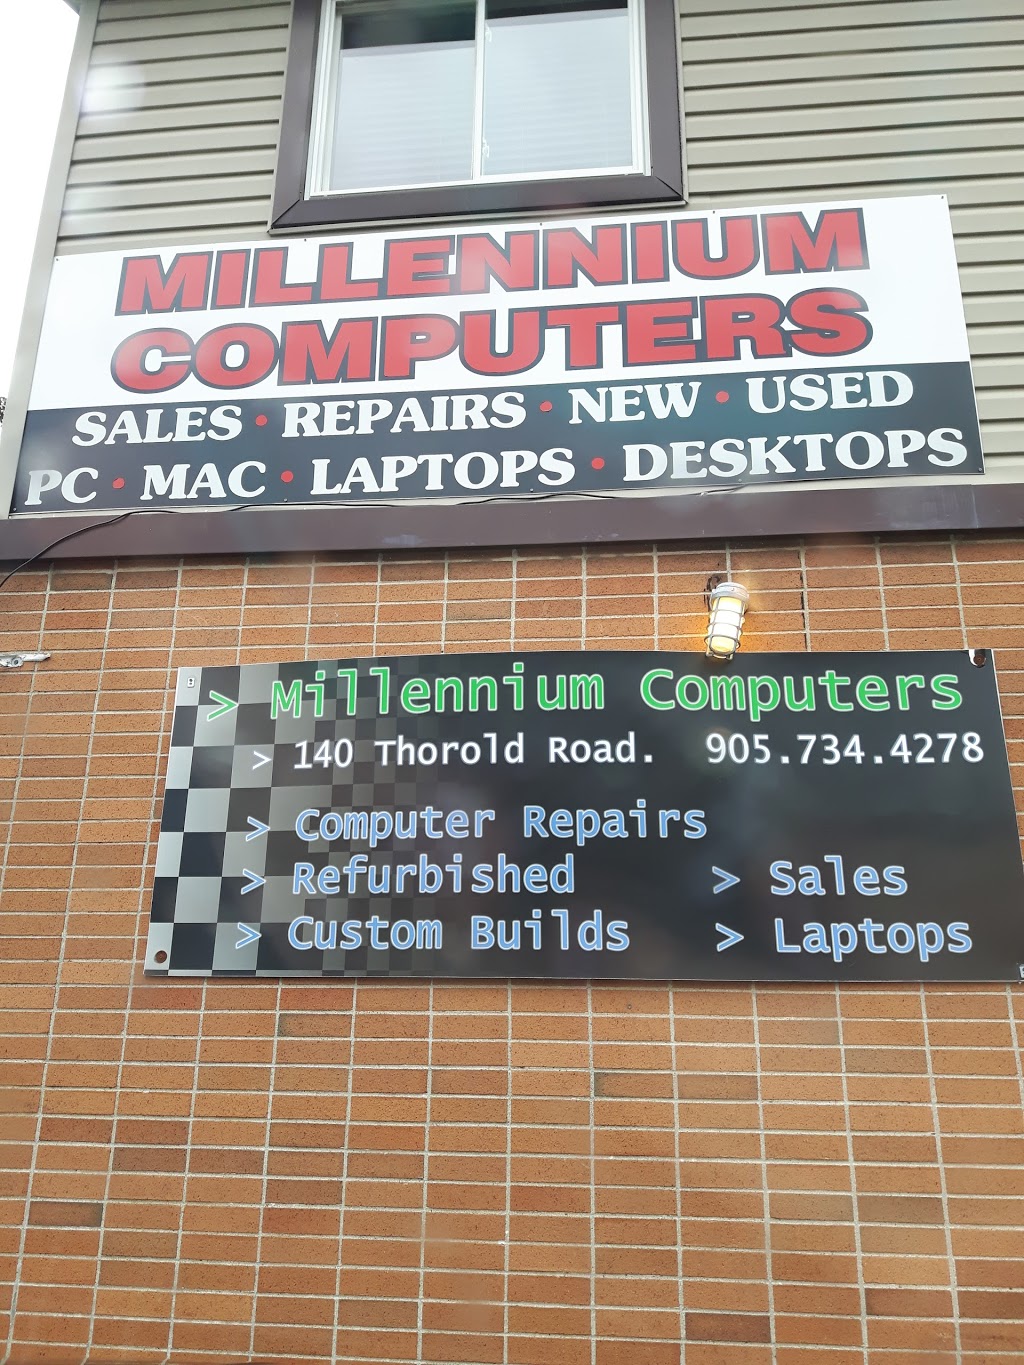 MILLENNIUM
COMPUTERS
SALES • REPAIRS • NEW • USED
PC • MAC • LAPTOPS • DESKTOPS
> Millennium Computers
> 140 Thorold Road. 905.734.4278
> Computer Repairs
> Refurbished > Sales
> Custom Builds > Laptops